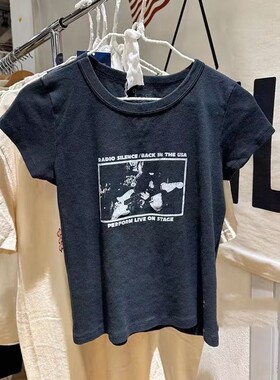 RADIO SILENCE/BACK IN THE USA
PERFORM LIVE ON STAGE